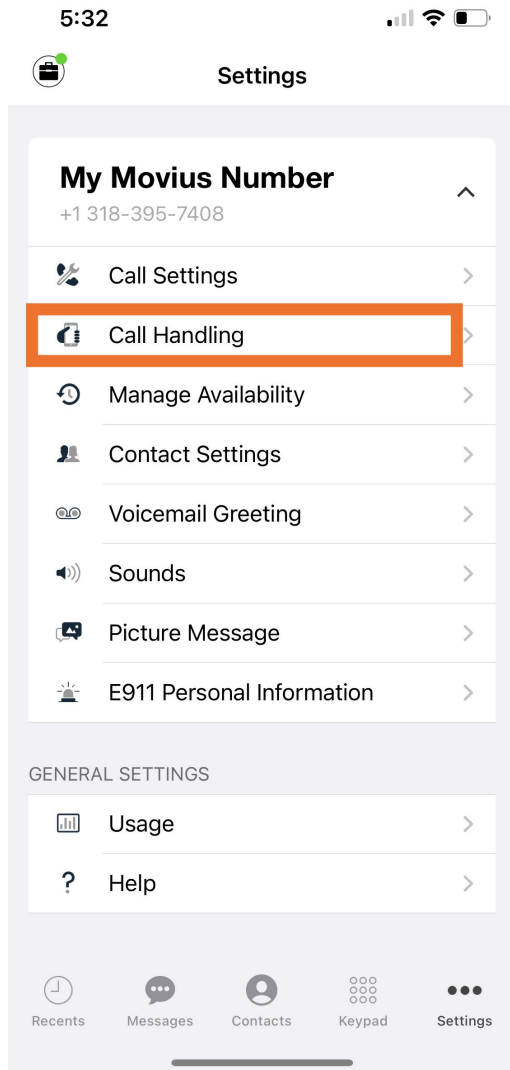 5:32
Settings
My Movius Number
+1 318-395-7408
Call Settings
Call Handling
Manage Availability
Contact Settings
Voicemail Greeting
Sounds
Picture Message
E911 Personal Information
GENERAL SETTINGS
Usage
? Help
Recents Messages Contacts Keypad Settings